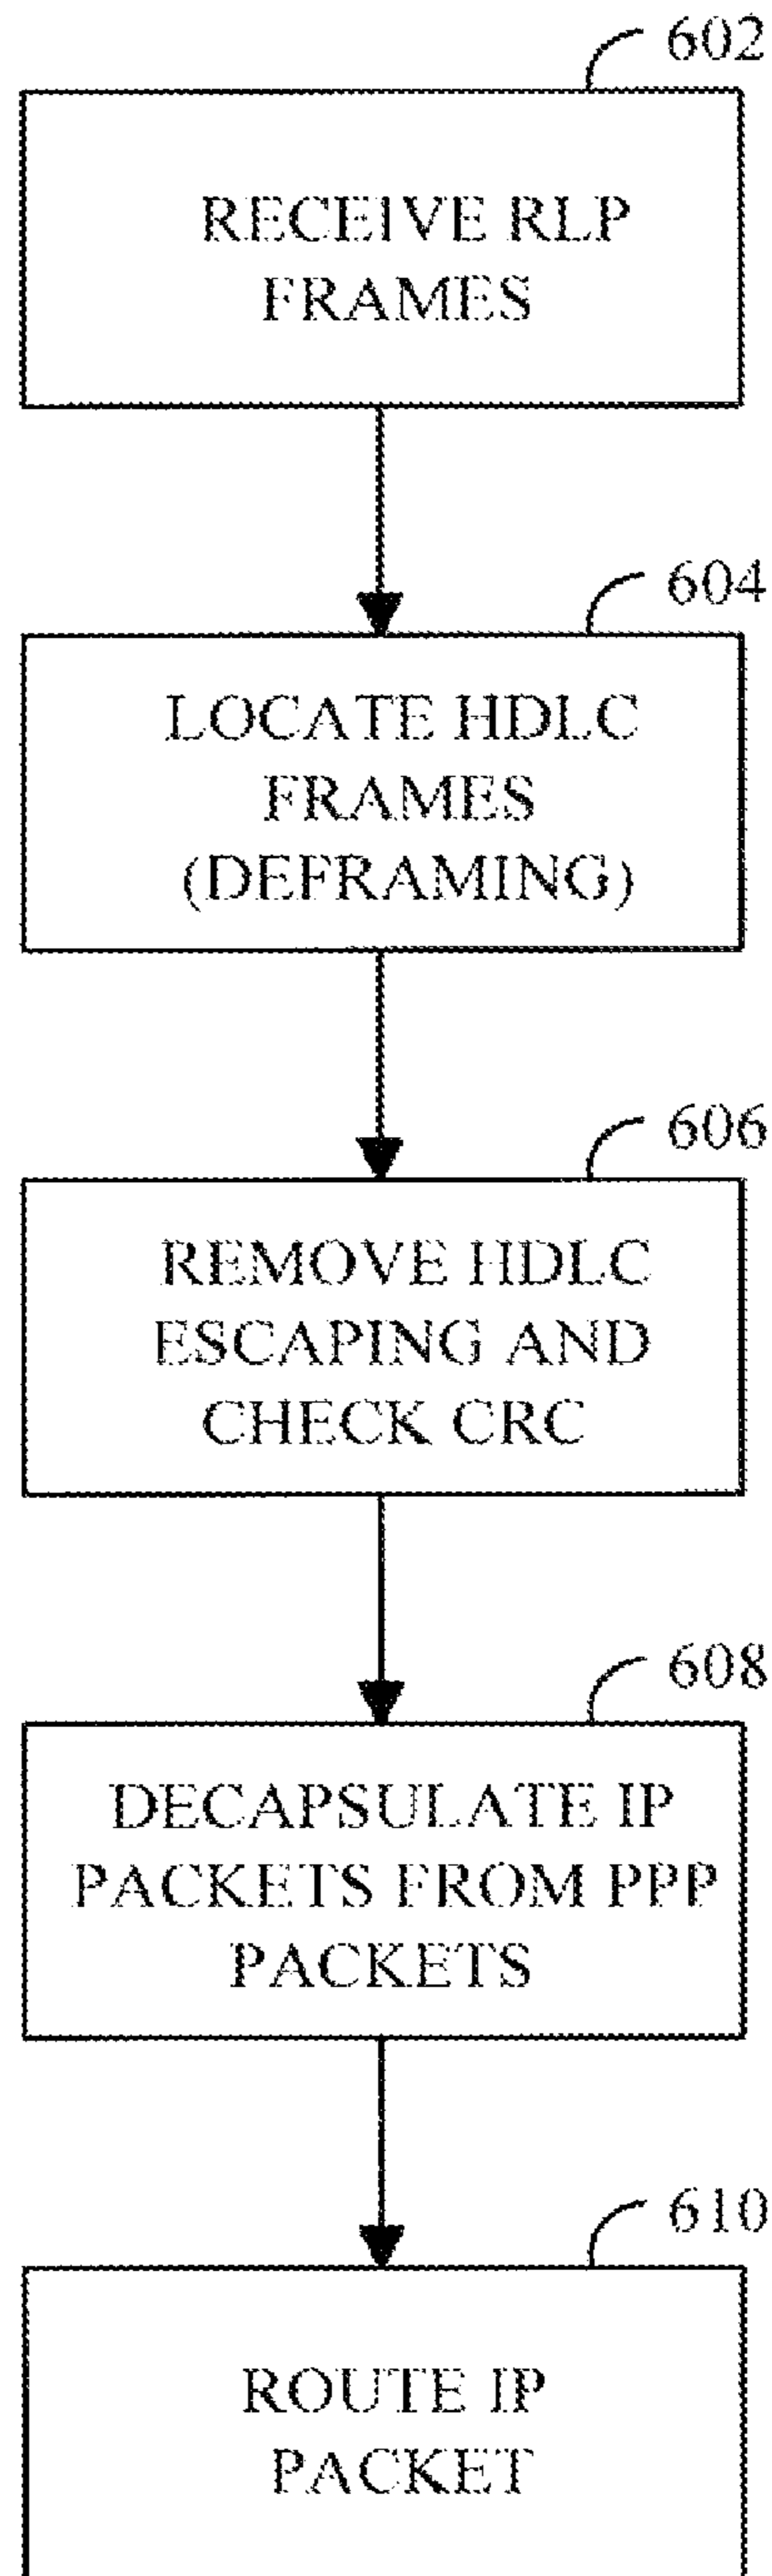 602
RECEIVE RLP
FRAMES
604
LOCATE HDLC
FRAMES
(DEFRAMING)
606
REMOVE HDLC
ESCAPING AND
CHECK CRC
608
DECAPSULATE IP
PACKETS FROM PPP
PACKETS
610
ROUTE IP
PACKET